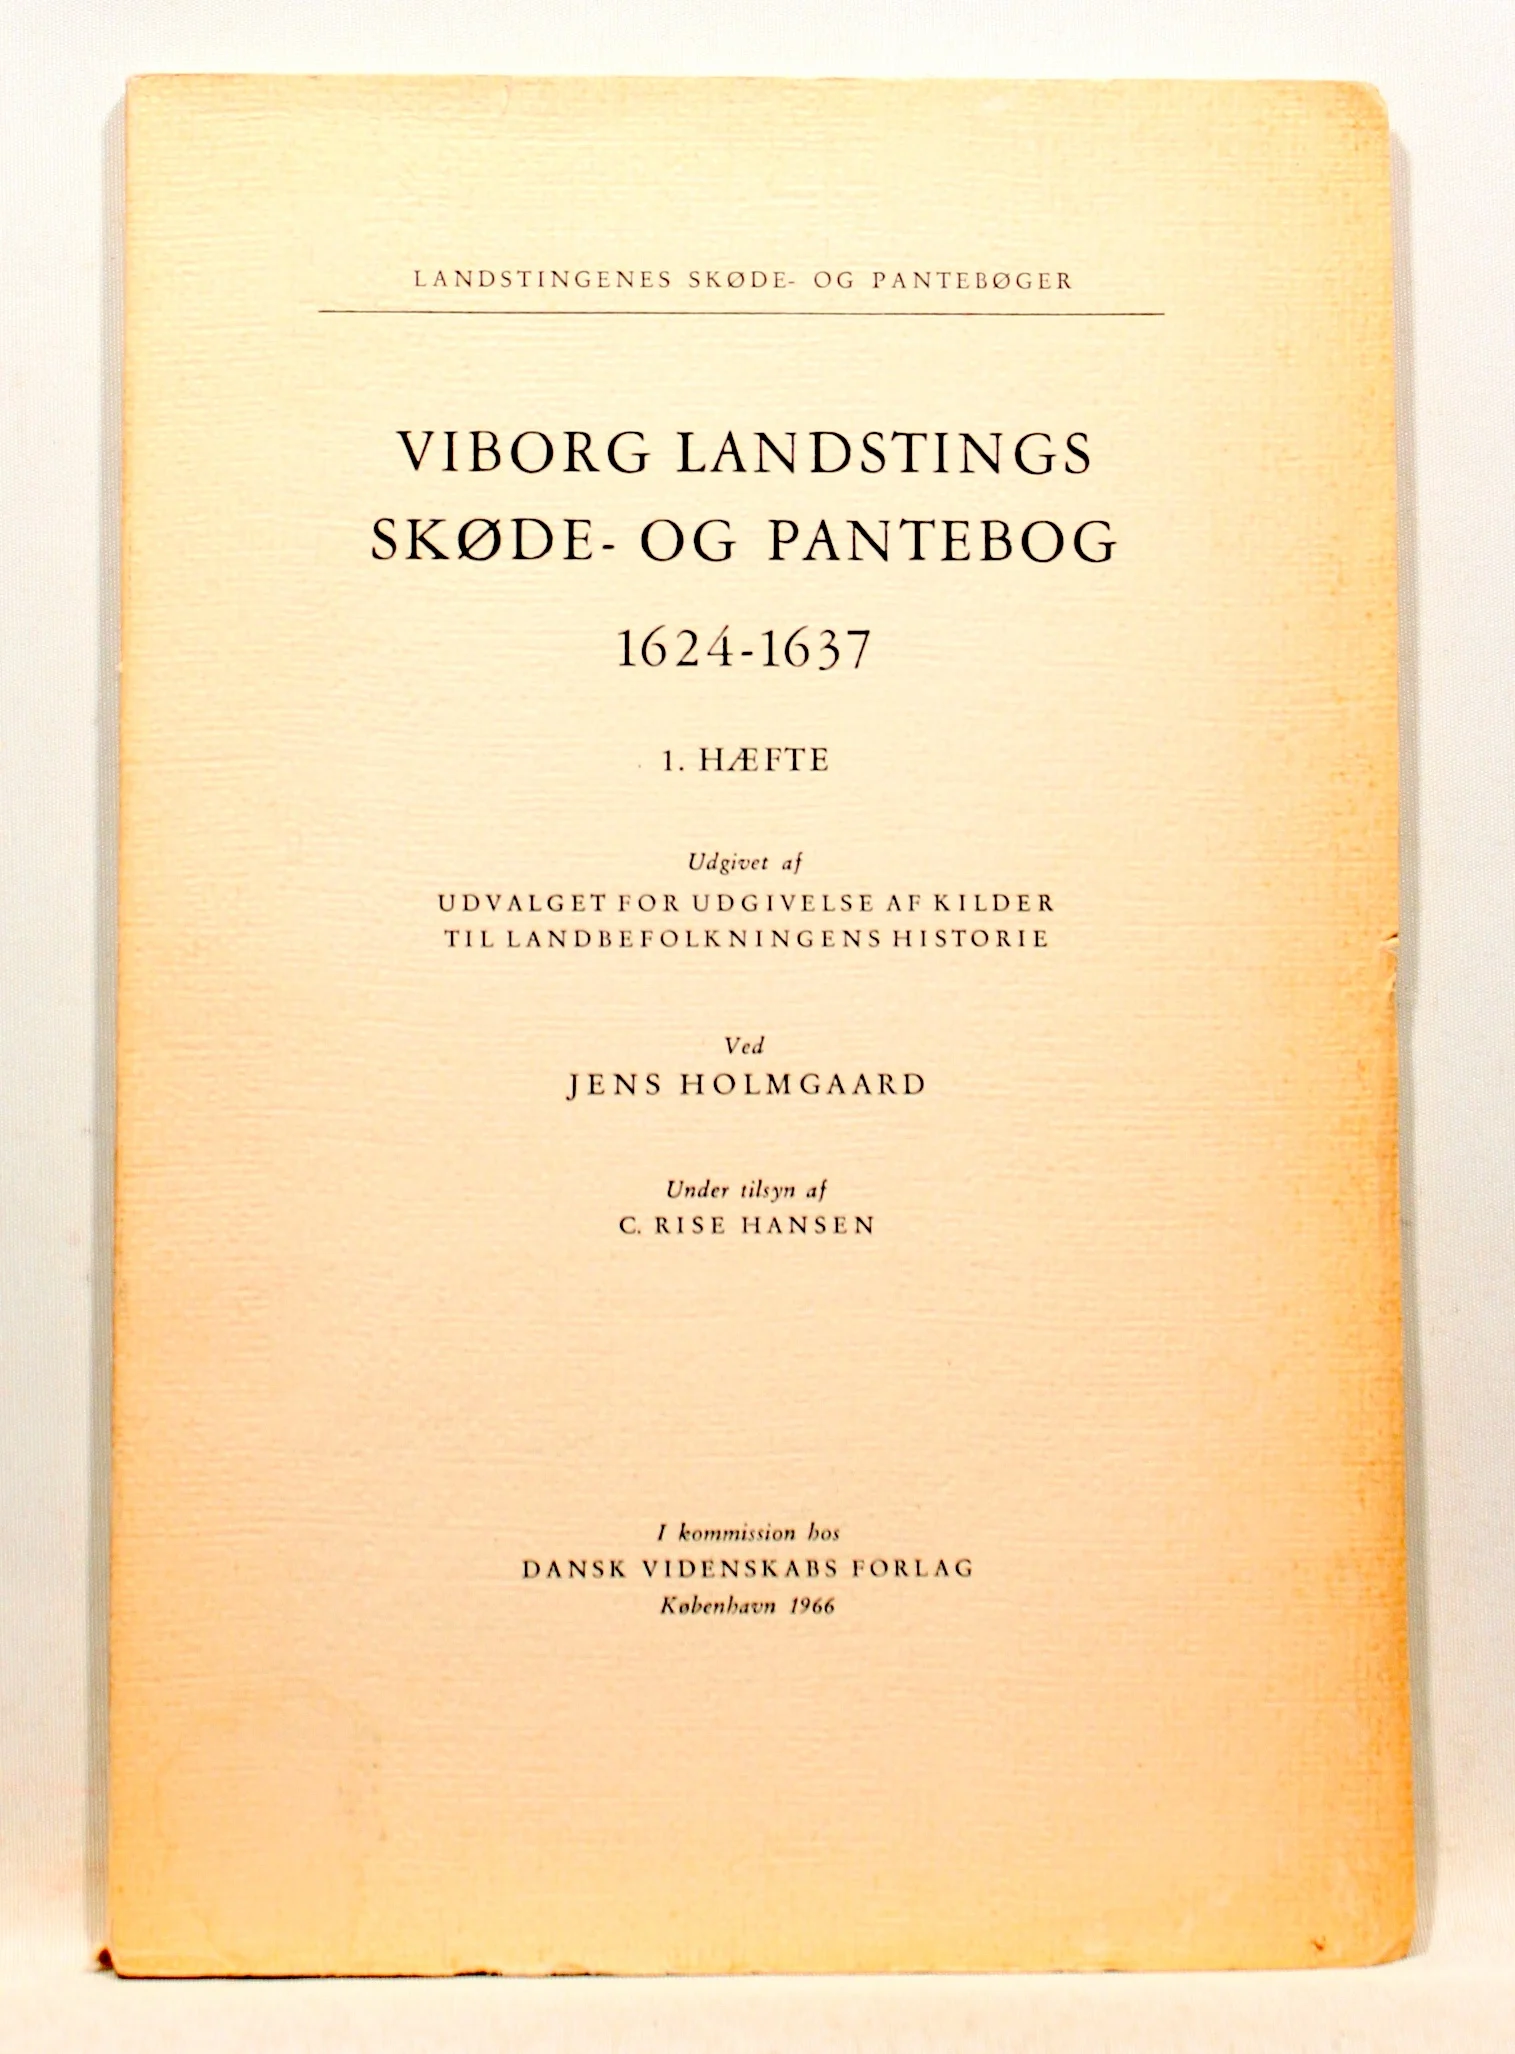 LANDSTINGENES SKØDE- OG PANTEBØGER
VIBORG LANDSTINGS
SKØDE- OG PANTEBOG
1624-1637
1. HÆFTE
Udgivet af
UDVALGET FOR UDGIVELSE AF KILDER
TIL LANDBEFOLKNINGENS HISTORIE
Ved
JENS HOLMGAARD
Under tilsyn af
C. RISE HANSEN
I kommission hos
DANSK VIDENSKABS FORLAG
København 1966